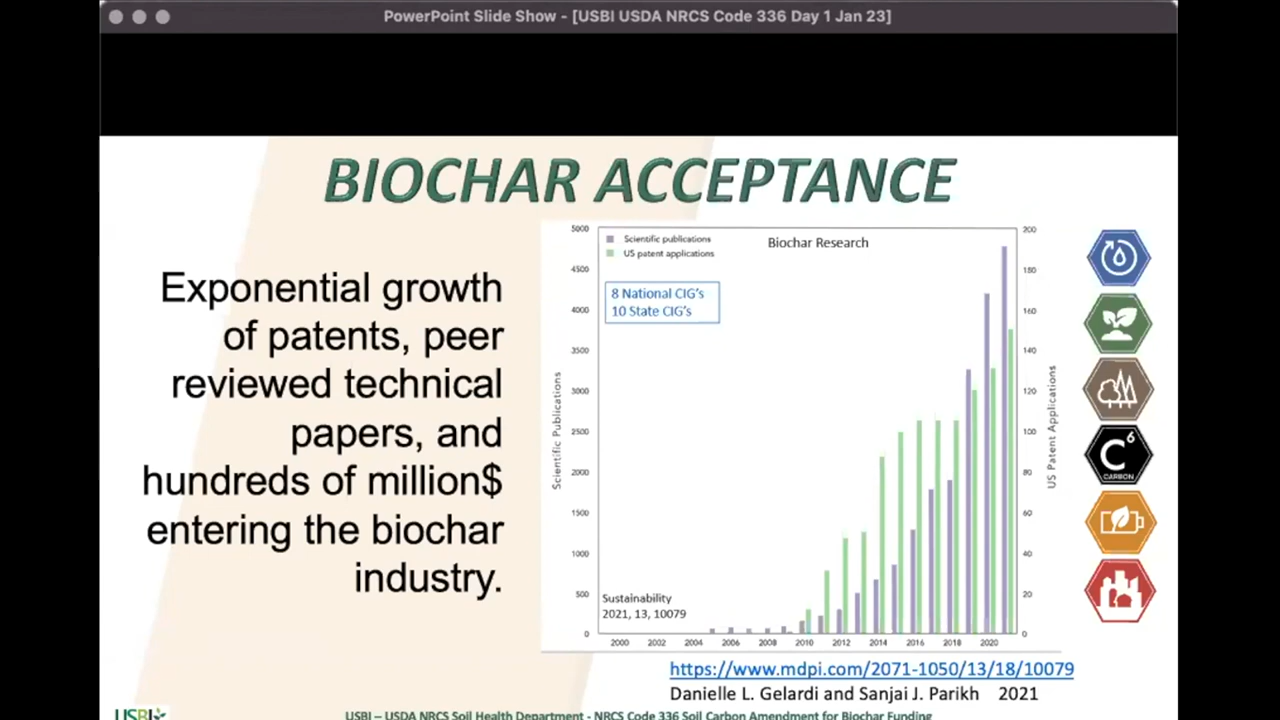 PowerPoint Slide Show - [USBI USDA NRCS Code 336 Day 1 Jan 23]
BIOCHAR ACCEPTANCE
Exponential growth
of patents, peer
reviewed technical
papers, and
hundreds of million$
entering the biochar
industry.
Biochar Research
Scientific publications
US patent applications
8 National CIG's
10 State CIG's
Scientific Publications
5000
4500
4000
3500
3000
2500
2000
1500
1000
500
0
200
180
160
140
120
100
80
60
40
20
0
US Patent Applications
Sustainability
2021, 13, 10079
2000 2002 2004 2006 2008 2010 2012 2014 2016 2018 2020
C 6
CARBON
https://www.mdpi.com/2071-1050/13/18/10079
Danielle L. Gelardi and Sanjai J. Parikh 2021
USBI
USBI – USDA NRCS Soil Health Department - NRCS Code 336 Soil Carbon Amendment for Biochar Funding